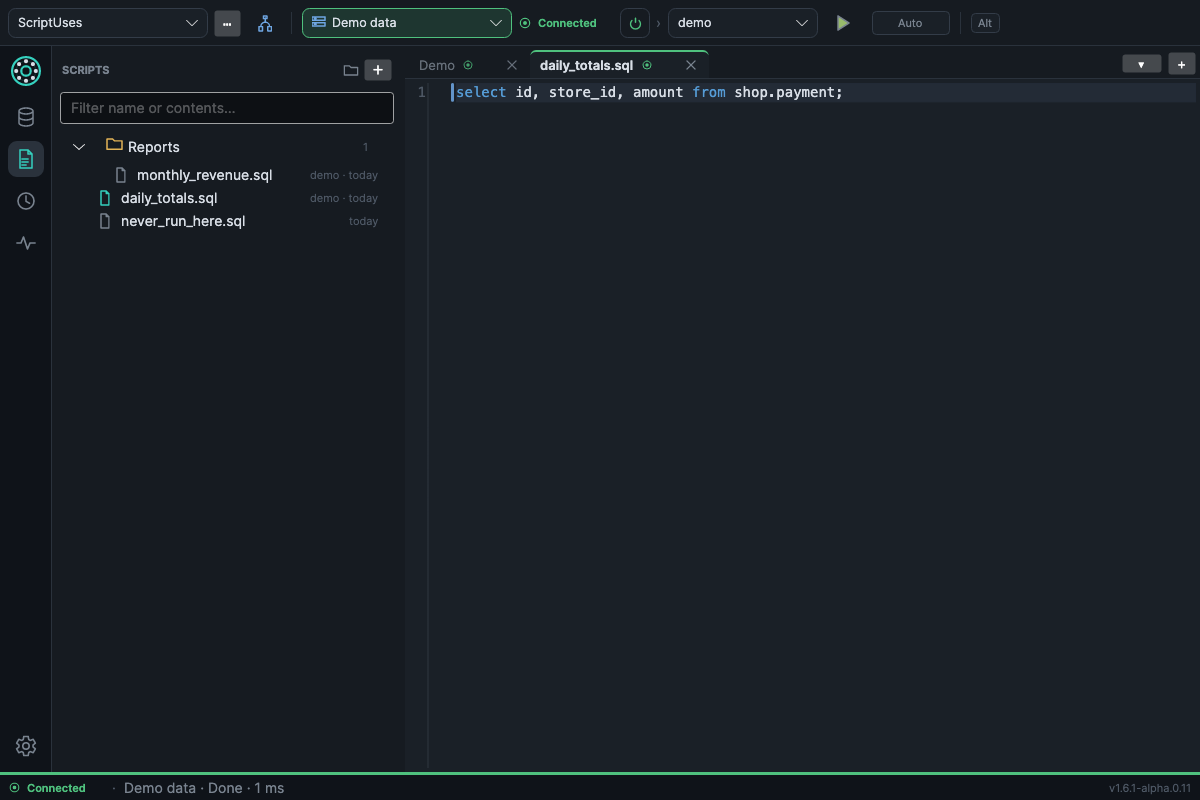 ScriptUses
...
Demo data
Connected
demo
Auto
Alt
SCRIPTS
+
Filter name or contents...
Reports 1
monthly_revenue.sql demo · today
daily_totals.sql demo · today
never_run_here.sql today
Demo
daily_totals.sql
+
1 select id, store_id, amount from shop.payment;
Connected · Demo data · Done · 1 ms
v1.6.1-alpha.0.11